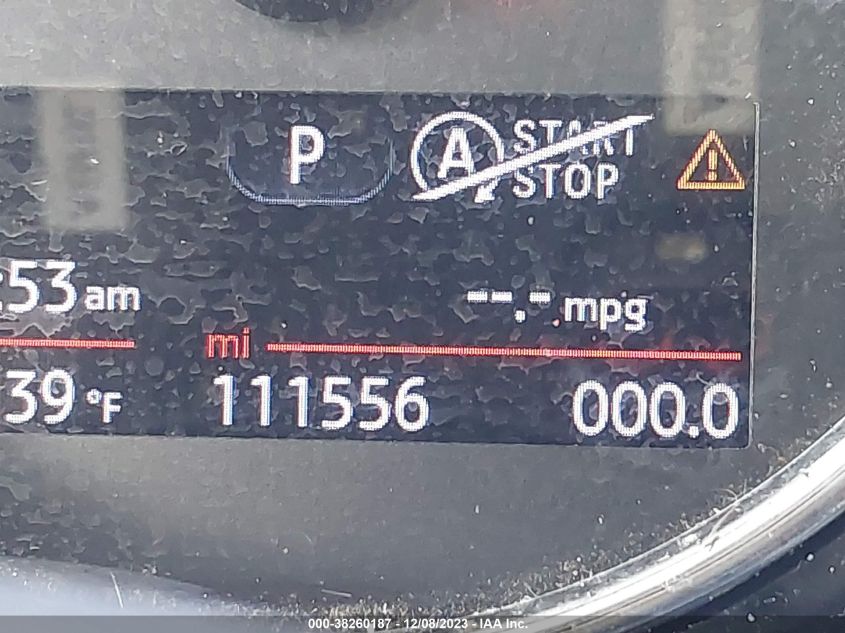 P A START
STOP
:53 am --.- mpg
mi
39 °F 111556 000.0
000-38260187 - 12/08/2023 - IAA Inc.